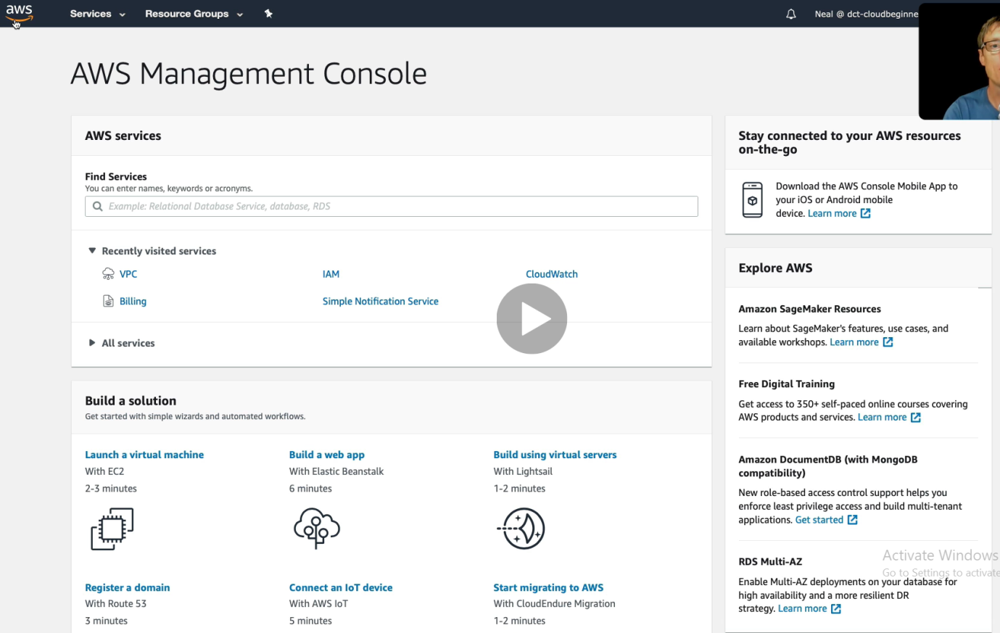 aws
Services
Resource Groups
Neal @ dct-cloudbeginne
AWS Management Console
AWS services
Find Services
You can enter names, keywords or acronyms.
Example: Relational Database Service, database, RDS
Recently visited services
VPC
IAM
CloudWatch
Billing
Simple Notification Service
All services
Build a solution
Get started with simple wizards and automated workflows.
Launch a virtual machine
With EC2
2-3 minutes
Build a web app
With Elastic Beanstalk
6 minutes
Build using virtual servers
With Lightsail
1-2 minutes
Register a domain
With Route 53
3 minutes
Connect an IoT device
With AWS IoT
5 minutes
Start migrating to AWS
With CloudEndure Migration
1-2 minutes
Stay connected to your AWS resources
on-the-go
Download the AWS Console Mobile App to
your iOS or Android mobile
device. Learn more
Explore AWS
Amazon SageMaker Resources
Learn about SageMaker's features, use cases, and
available workshops. Learn more
Free Digital Training
Get access to 350+ self-paced online courses covering
AWS products and services. Learn more
Amazon DocumentDB (with MongoDB
compatibility)
New role-based access control support helps you
enforce least privilege access and build multi-tenant
applications. Get started
RDS Multi-AZ
Enable Multi-AZ deployments on your database for
high availability and a more resilient DR
strategy. Learn more
Activate Windows
Go to Settings to activate